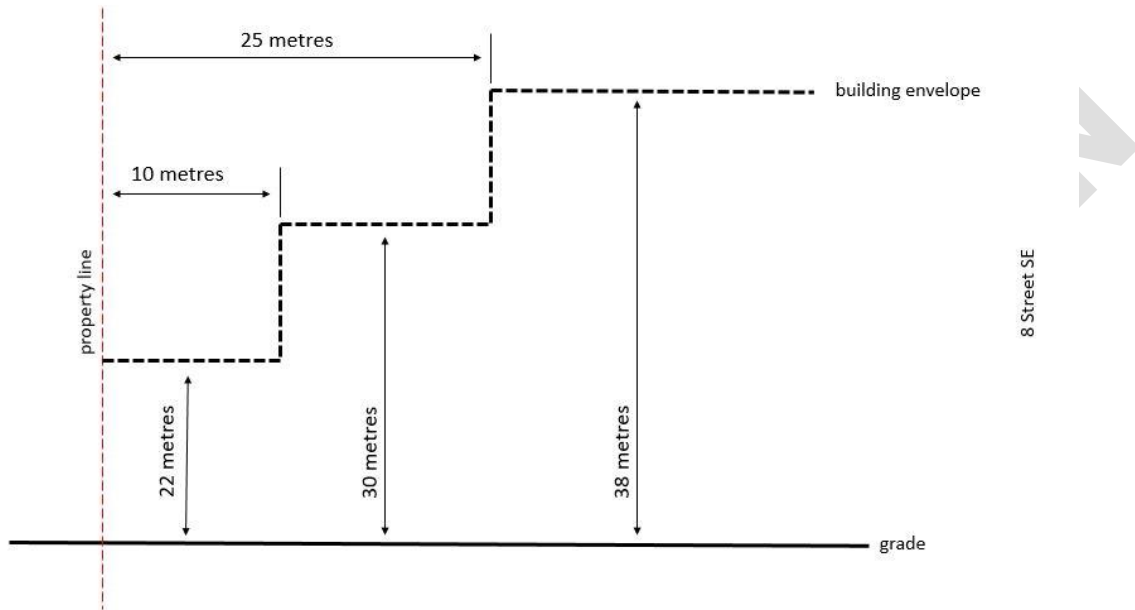 25 metres
building envelope
10 metres
property line
8 Street SE
22 metres
30 metres
38 metres
grade